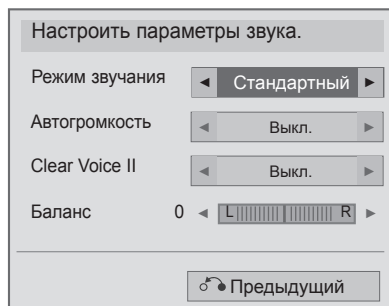 Настроить параметры звука.
Режим звучания ◄ Стандартный ►
Автогромкость ◄ Выкл. ►
Clear Voice II ◄ Выкл. ►
Баланс 0 ◄ L R ►
Предыдущий